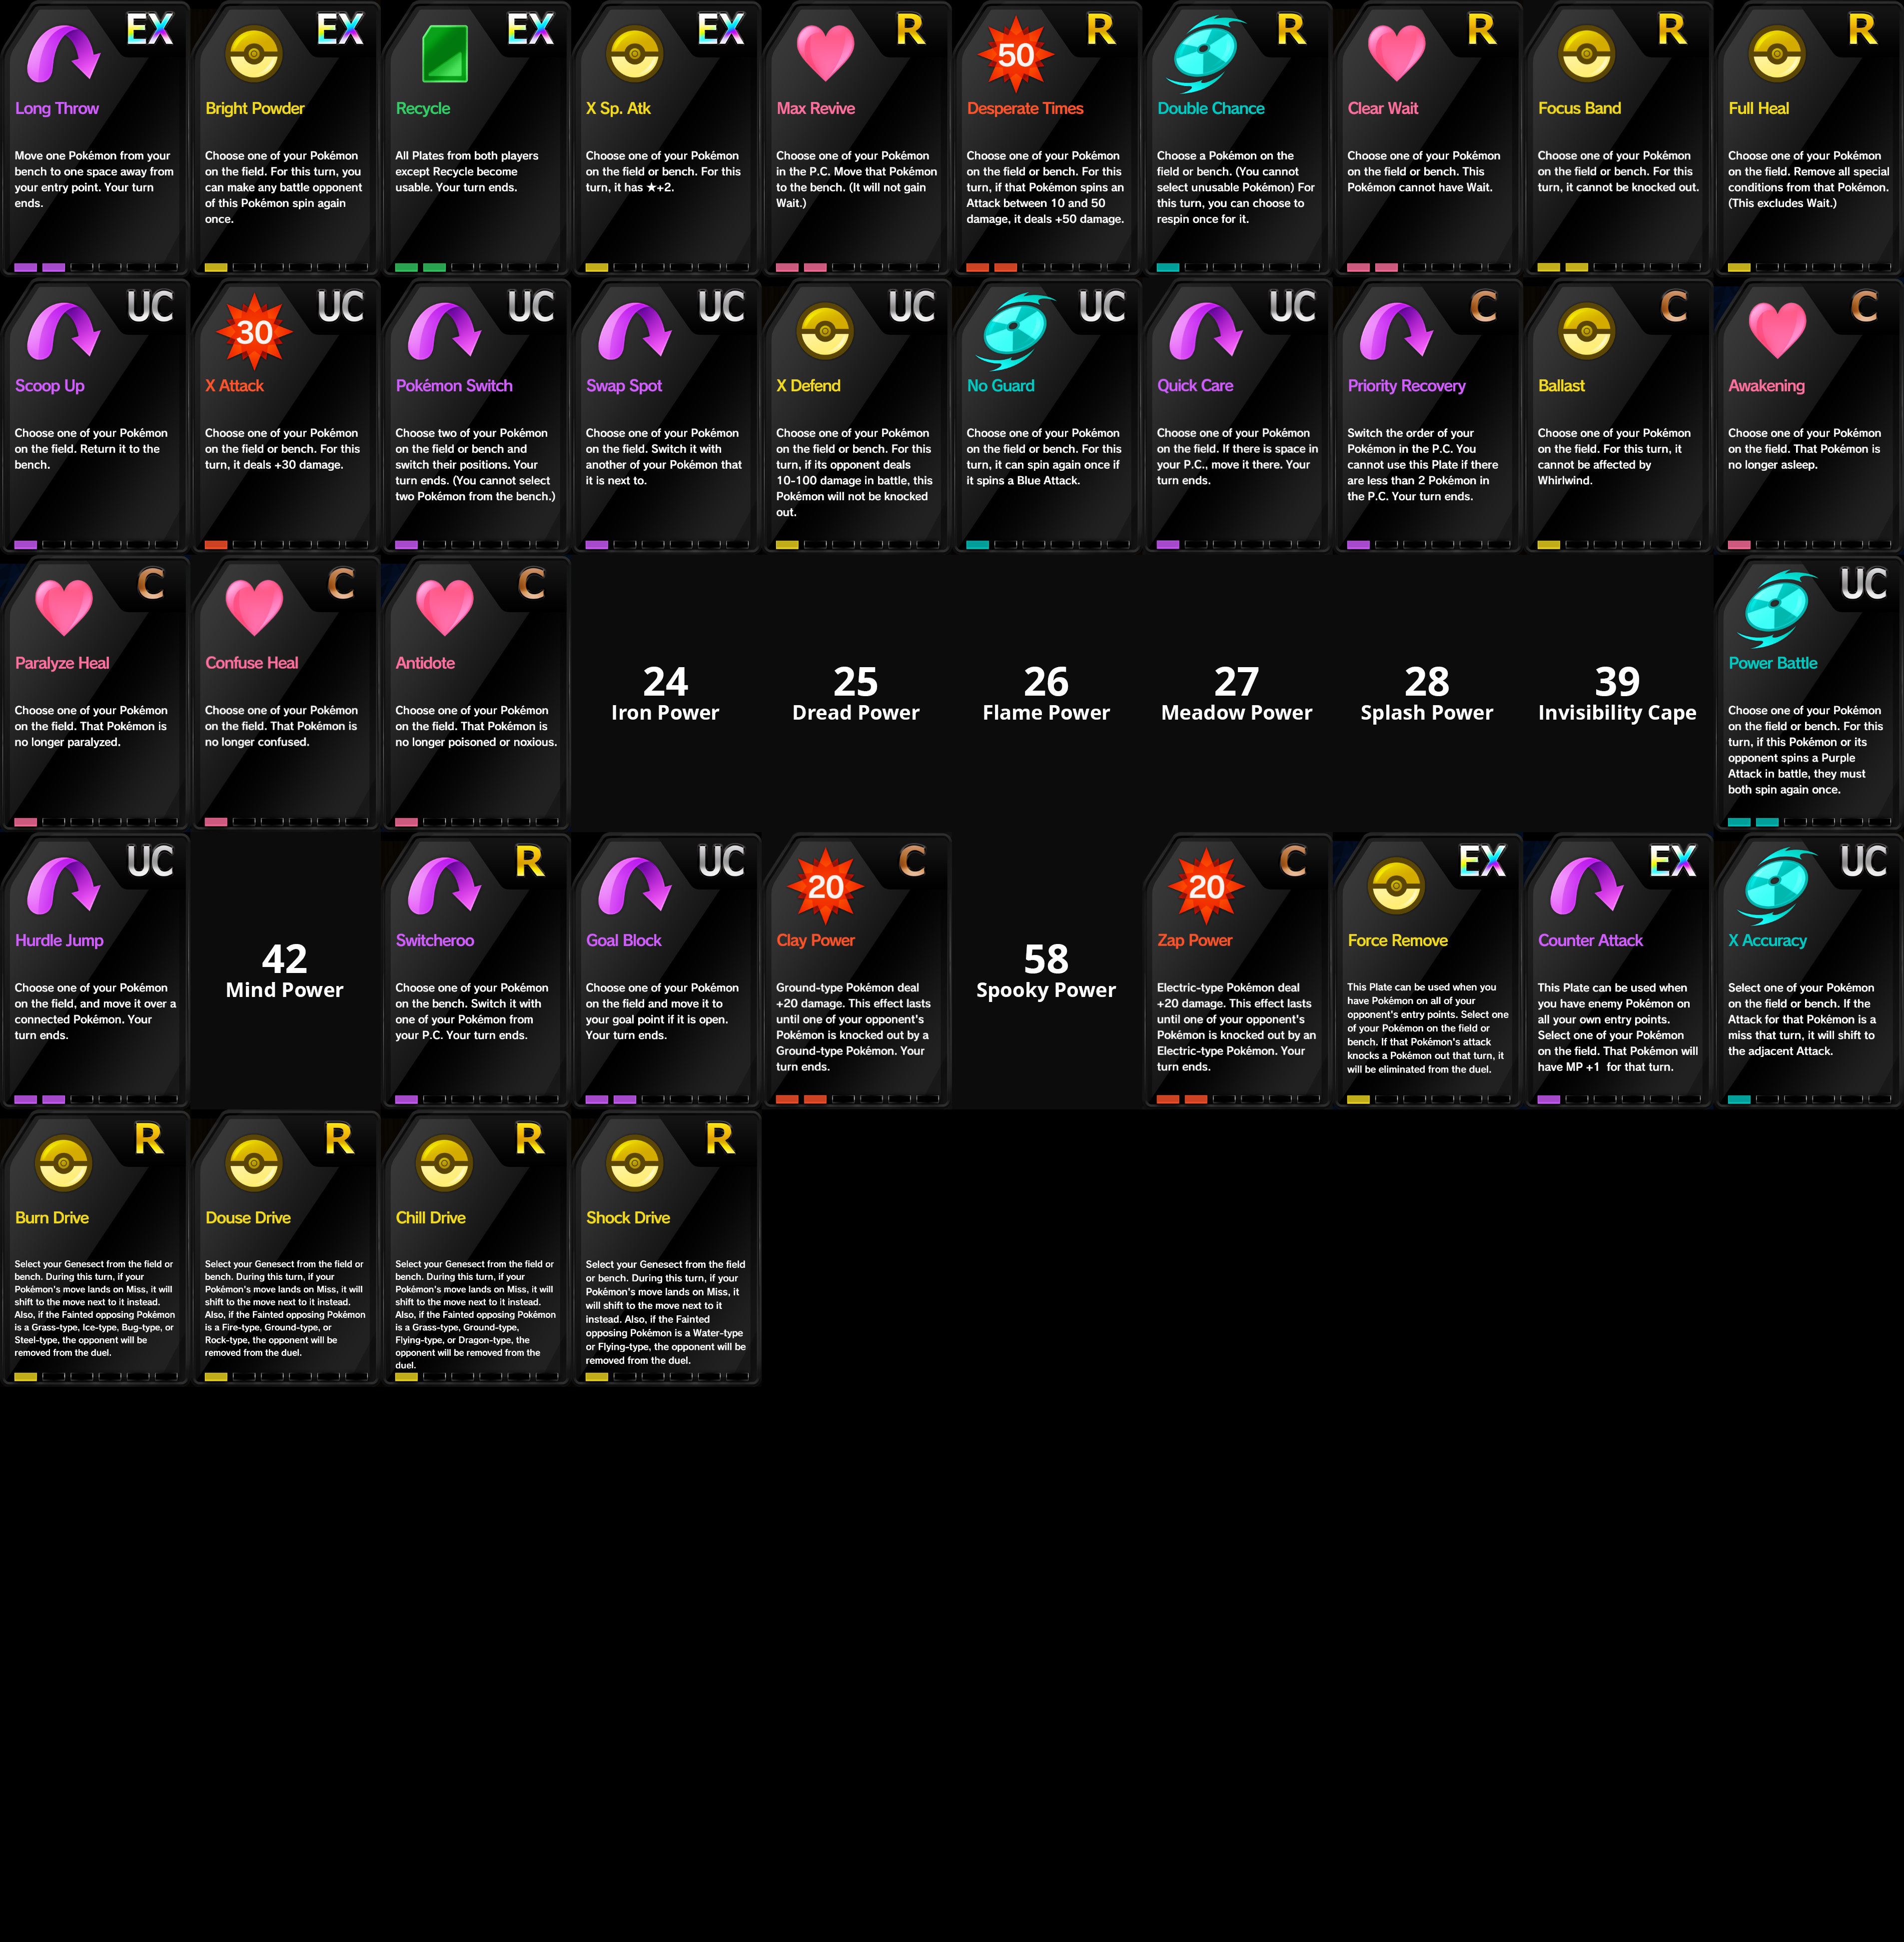 EX
Long Throw
Move one Pokémon from your
bench to one space away from
your entry point. Your turn
ends.
EX
Bright Powder
Choose one of your Pokémon
on the field. For this turn, you
can make any battle opponent
of this Pokémon spin again
once.
EX
Recycle
All Plates from both players
except Recycle become
usable. Your turn ends.
EX
X Sp. Atk
Choose one of your Pokémon
on the field or bench. For this
turn, it has ★+2.
R
Max Revive
Choose one of your Pokémon
in the P.C. Move that Pokémon
to the bench. (It will not gain
Wait.)
R
50
Desperate Times
Choose one of your Pokémon
on the field or bench. For this
turn, if that Pokémon spins an
Attack between 10 and 50
damage, it deals +50 damage.
R
Double Chance
Choose a Pokémon on the
field or bench. (You cannot
select unusable Pokémon) For
this turn, you can choose to
respin once for it.
R
Clear Wait
Choose one of your Pokémon
on the field or bench. This
Pokémon cannot have Wait.
R
Focus Band
Choose one of your Pokémon
on the field or bench. For this
turn, it cannot be knocked out.
R
Full Heal
Choose one of your Pokémon
on the field. Remove all special
conditions from that Pokémon.
(This excludes Wait.)
UC
Scoop Up
Choose one of your Pokémon
on the field. Return it to the
bench.
UC
30
X Attack
Choose one of your Pokémon
on the field or bench. For this
turn, it deals +30 damage.
UC
Pokémon Switch
Choose two of your Pokémon
on the field or bench and
switch their positions. Your
turn ends. (You cannot select
two Pokémon from the bench.)
UC
Swap Spot
Choose one of your Pokémon
on the field. Switch it with
another of your Pokémon that
it is next to.
UC
X Defend
Choose one of your Pokémon
on the field or bench. For this
turn, if its opponent deals
10-100 damage in battle, this
Pokémon will not be knocked
out.
UC
No Guard
Choose one of your Pokémon
on the field or bench. For this
turn, it can spin again once if
it spins a Blue Attack.
UC
Quick Care
Choose one of your Pokémon
on the field. If there is space in
your P.C., move it there. Your
turn ends.
C
Priority Recovery
Switch the order of your
Pokémon in the P.C. You
cannot use this Plate if there
are less than 2 Pokémon in
the P.C. Your turn ends.
C
Ballast
Choose one of your Pokémon
on the field. For this turn, it
cannot be affected by
Whirlwind.
C
Awakening
Choose one of your Pokémon
on the field. That Pokémon is
no longer asleep.
C
Paralyze Heal
Choose one of your Pokémon
on the field. That Pokémon is
no longer paralyzed.
C
Confuse Heal
Choose one of your Pokémon
on the field. That Pokémon is
no longer confused.
C
Antidote
Choose one of your Pokémon
on the field. That Pokémon is
no longer poisoned or noxious.
24
Iron Power
25
Dread Power
26
Flame Power
27
Meadow Power
28
Splash Power
39
Invisibility Cape
UC
Power Battle
Choose one of your Pokémon
on the field or bench. For this
turn, if this Pokémon or its
opponent spins a Purple
Attack in battle, they must
both spin again once.
UC
Hurdle Jump
Choose one of your Pokémon
on the field, and move it over a
connected Pokémon. Your
turn ends.
42
Mind Power
R
Switcheroo
Choose one of your Pokémon
on the bench. Switch it with
one of your Pokémon from
your P.C. Your turn ends.
UC
Goal Block
Choose one of your Pokémon
on the field and move it to
your goal point if it is open.
Your turn ends.
C
20
Clay Power
Ground-type Pokémon deal
+20 damage. This effect lasts
until one of your opponent's
Pokémon is knocked out by a
Ground-type Pokémon. Your
turn ends.
58
Spooky Power
C
20
Zap Power
Electric-type Pokémon deal
+20 damage. This effect lasts
until one of your opponent's
Pokémon is knocked out by an
Electric-type Pokémon. Your
turn ends.
EX
Force Remove
This Plate can be used when you
have Pokémon on all of your
opponent's entry points. Select one
of your Pokémon on the field or
bench. If that Pokémon's attack
knocks a Pokémon out that turn, it
will be eliminated from the duel.
EX
Counter Attack
This Plate can be used when
you have enemy Pokémon on
all your own entry points.
Select one of your Pokémon
on the field. That Pokémon will
have MP +1 for that turn.
UC
X Accuracy
Select one of your Pokémon
on the field or bench. If the
Attack for that Pokémon is a
miss that turn, it will shift to
the adjacent Attack.
R
Burn Drive
Select your Genesect from the field or
bench. During this turn, if your
Pokémon's move lands on Miss, it will
shift to the move next to it instead.
Also, if the Fainted opposing Pokémon
is a Grass-type, Ice-type, Bug-type, or
Steel-type, the opponent will be
removed from the duel.
R
Douse Drive
Select your Genesect from the field or
bench. During this turn, if your
Pokémon's move lands on Miss, it will
shift to the move next to it instead.
Also, if the Fainted opposing Pokémon
is a Fire-type, Ground-type, or
Rock-type, the opponent will be
removed from the duel.
R
Chill Drive
Select your Genesect from the field or
bench. During this turn, if your
Pokémon's move lands on Miss, it will
shift to the move next to it instead.
Also, if the Fainted opposing Pokémon
is a Grass-type, Ground-type,
Flying-type, or Dragon-type, the
opponent will be removed from the
duel.
R
Shock Drive
Select your Genesect from the field
or bench. During this turn, if your
Pokémon's move lands on Miss, it
will shift to the move next to it
instead. Also, if the Fainted
opposing Pokémon is a Water-type
or Flying-type, the opponent will be
removed from the duel.